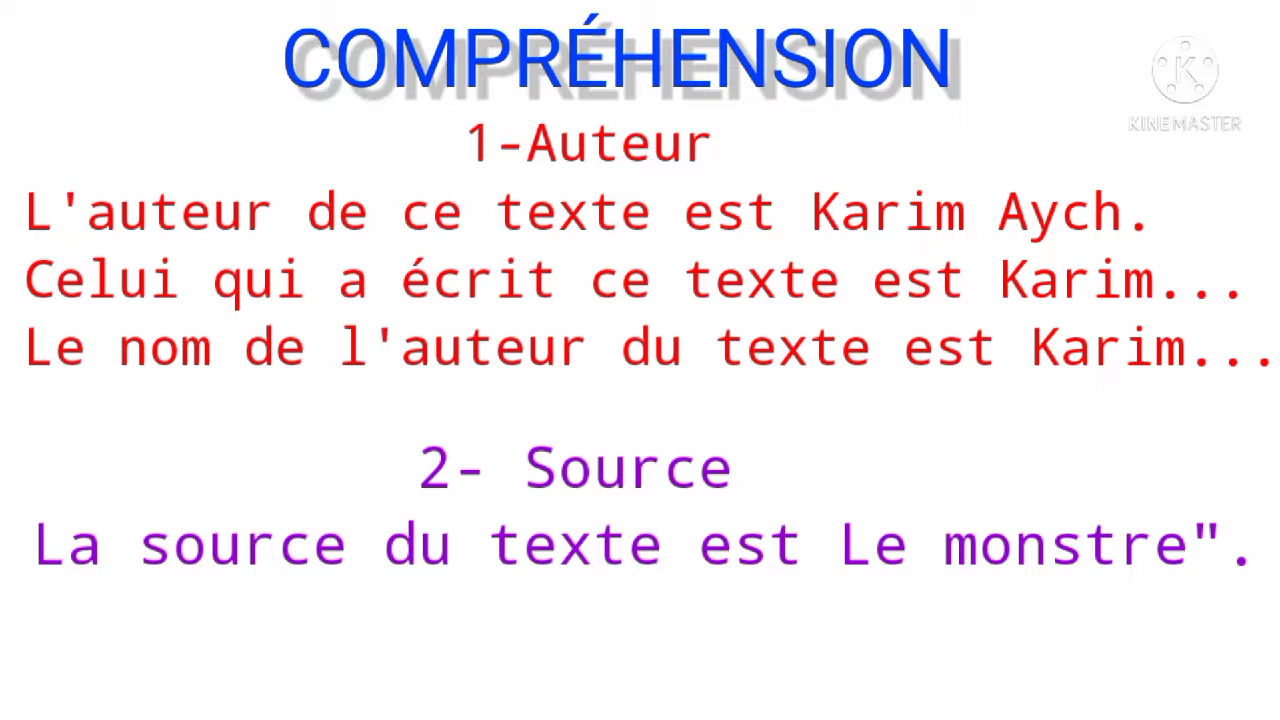 COMPRÉHENSION
KINEMASTER
1-Auteur
L'auteur de ce texte est Karim Aych.
Celui qui a écrit ce texte est Karim...
Le nom de l'auteur du texte est Karim...
2- Source
La source du texte est Le monstre".